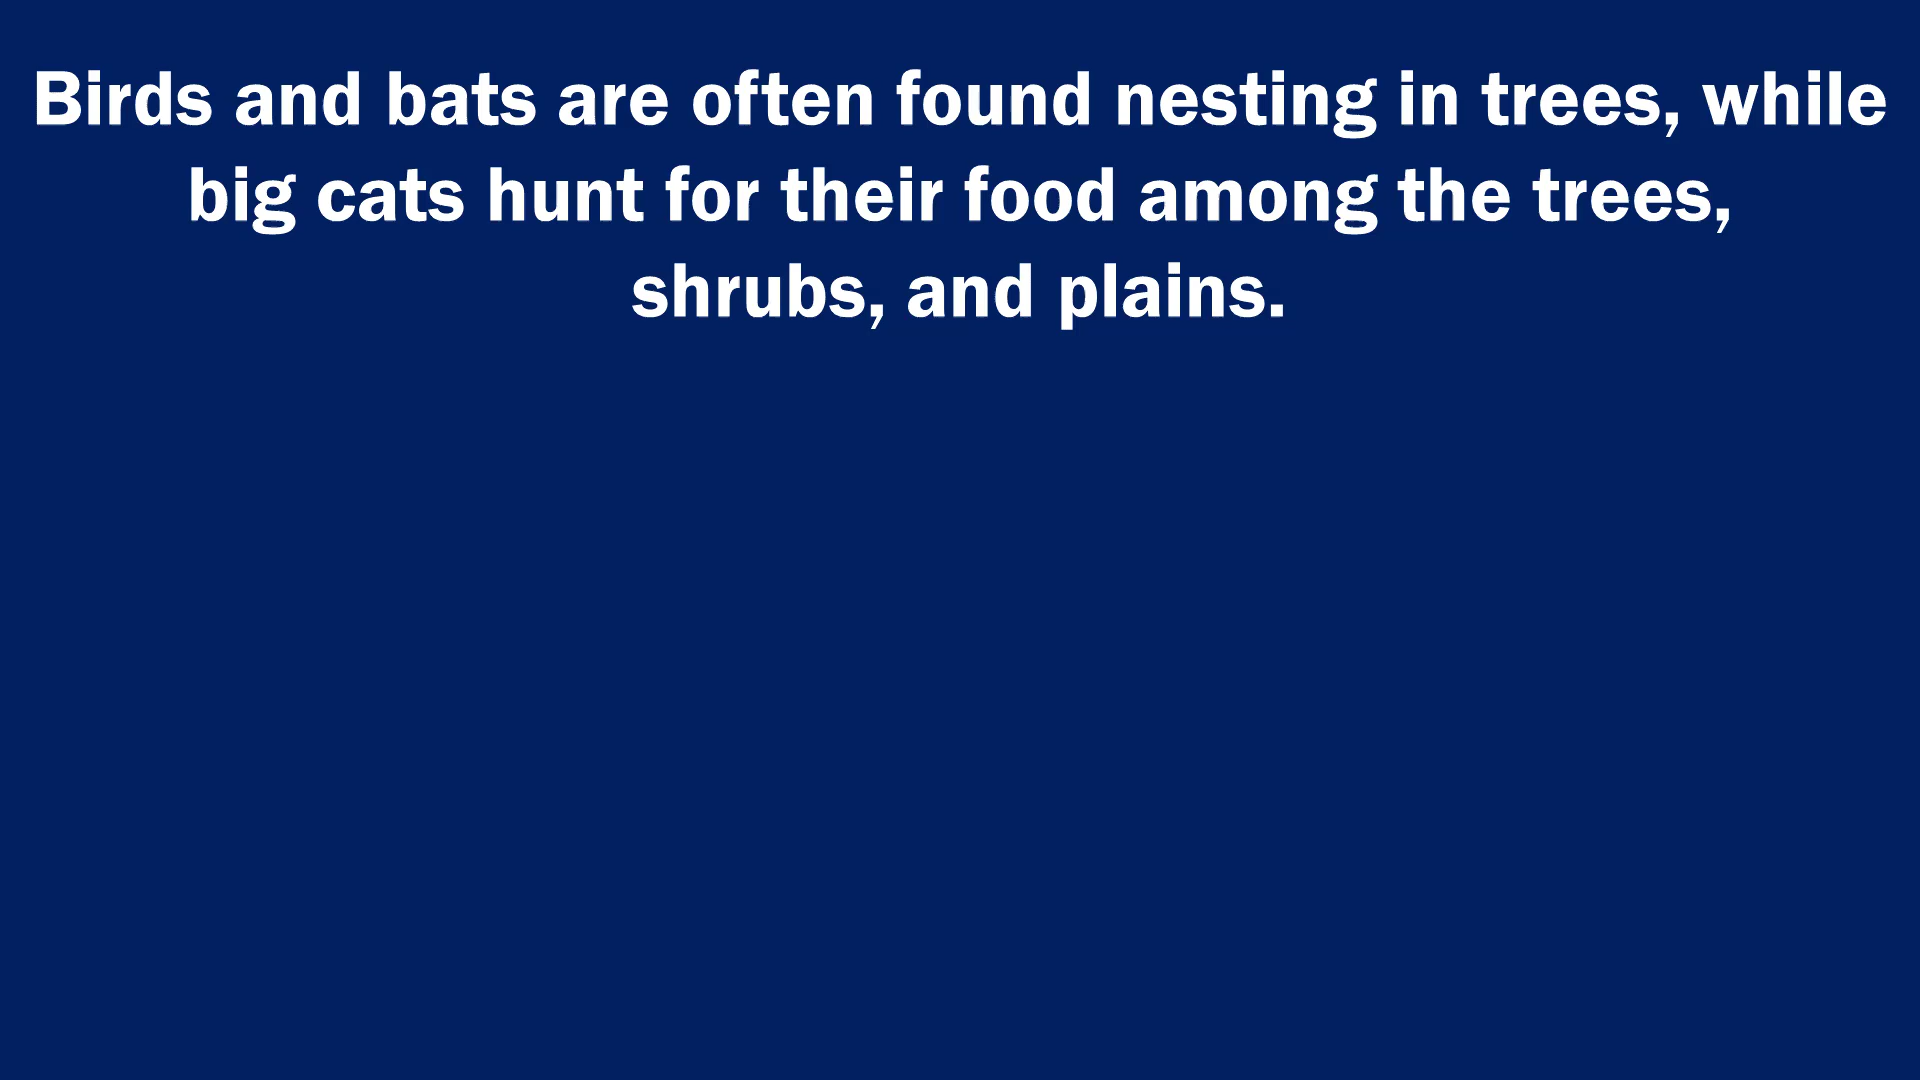 Birds and bats are often found nesting in trees, while
big cats hunt for their food among the trees,
shrubs, and plains.